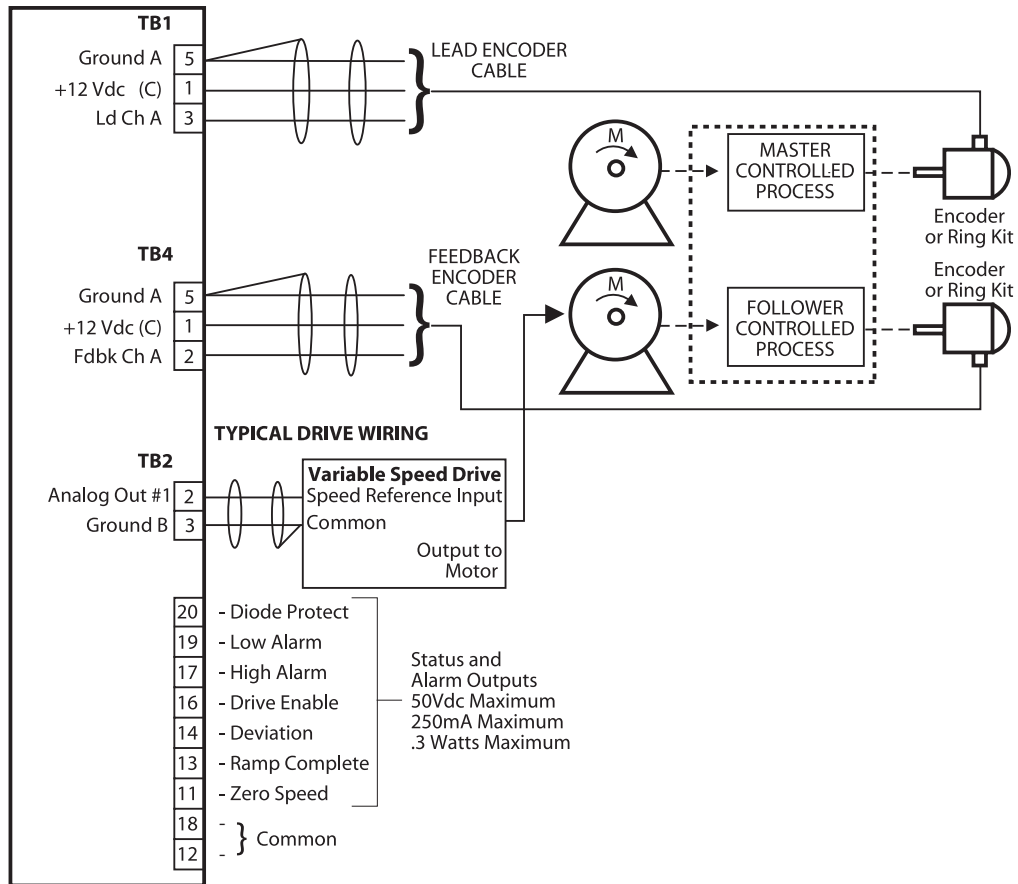 TB1
Ground A 5
+12 Vdc (C) 1
Ld Ch A 3
LEAD ENCODER
CABLE
M
MASTER
CONTROLLED
PROCESS
Encoder
or Ring Kit
TB4
Ground A 5
+12 Vdc (C) 1
Fdbk Ch A 2
FEEDBACK
ENCODER
CABLE
M
FOLLOWER
CONTROLLED
PROCESS
Encoder
or Ring Kit
TYPICAL DRIVE WIRING
TB2
Analog Out #1 2
Ground B 3
Variable Speed Drive
Speed Reference Input
Common
Output to
Motor
20 - Diode Protect
19 - Low Alarm
17 - High Alarm
16 - Drive Enable
14 - Deviation
13 - Ramp Complete
11 - Zero Speed
18 -
12 -
Common
Status and
Alarm Outputs
50Vdc Maximum
250mA Maximum
.3 Watts Maximum